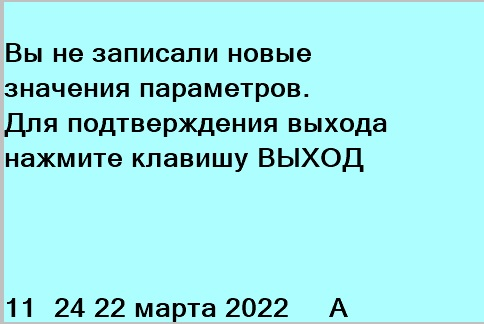 Вы не записали новые
значения параметров.
Для подтверждения выхода
нажмите клавишу ВЫХОД
11 24 22 марта 2022 А